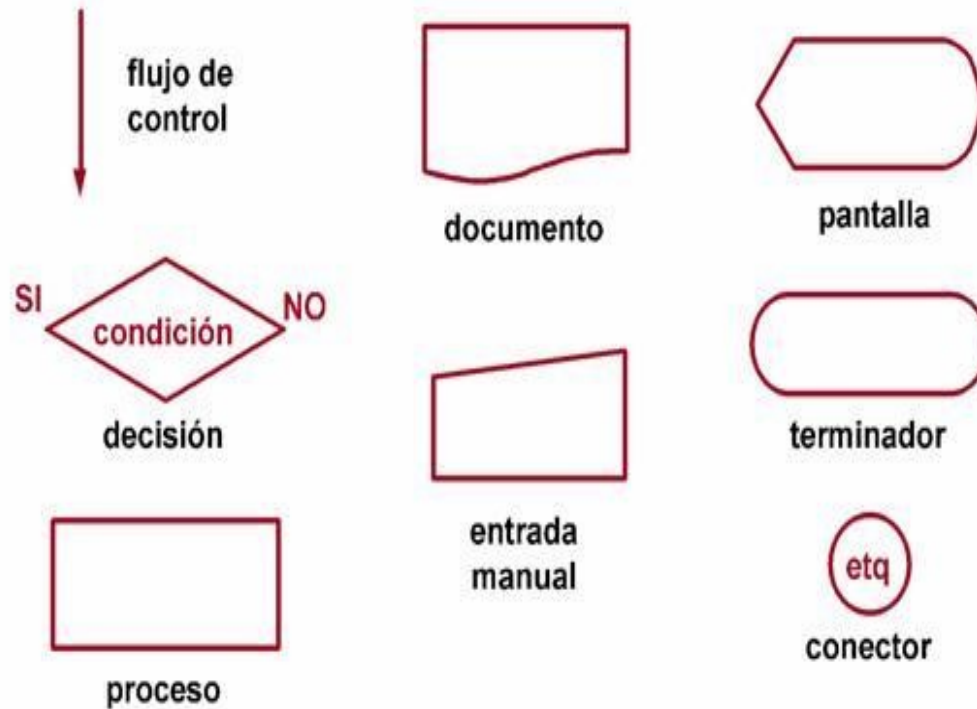 flujo de
control
documento
pantalla
SI
condición
NO
decisión
terminador
entrada
manual
etq
conector
proceso